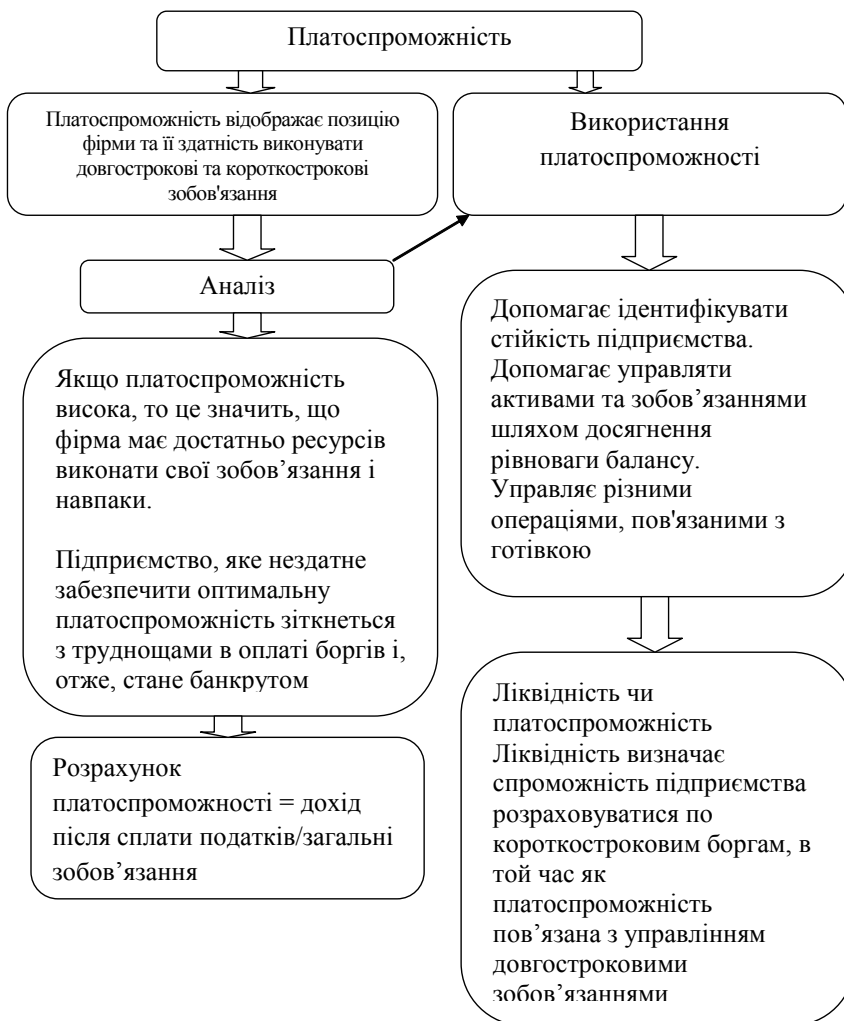 Платоспроможність
Платоспроможність відображає позицію
фірми та її здатність виконувати
довгострокові та короткострокові
зобов'язання
Використання
платоспроможності
Аналіз
Якщо платоспроможність
висока, то це значить, що
фірма має достатньо ресурсів
виконати свої зобов’язання і
навпаки.
Підприємство, яке нездатне
забезпечити оптимальну
платоспроможність зіткнеться
з труднощами в оплаті боргів і,
отже, стане банкрутом
Розрахунок
платоспроможності = дохід
після сплати податків/загальні
зобов’язання
Допомагає ідентифікувати
стійкість підприємства.
Допомагає управляти
активами та зобов’язаннями
шляхом досягнення
рівноваги балансу.
Управляє різними
операціями, пов'язаними з
готівкою
Ліквідність чи
платоспроможність
Ліквідність визначає
спроможність підприємства
розраховуватися по
короткостроковим боргам, в
той час як
платоспроможність
пов’язана з управлінням
довгостроковими
зобов’язаннями